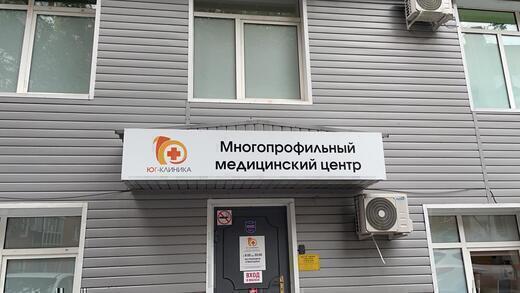 Многопрофильный
медицинский центр
ЮГ-КЛИНИКА
ВХОД